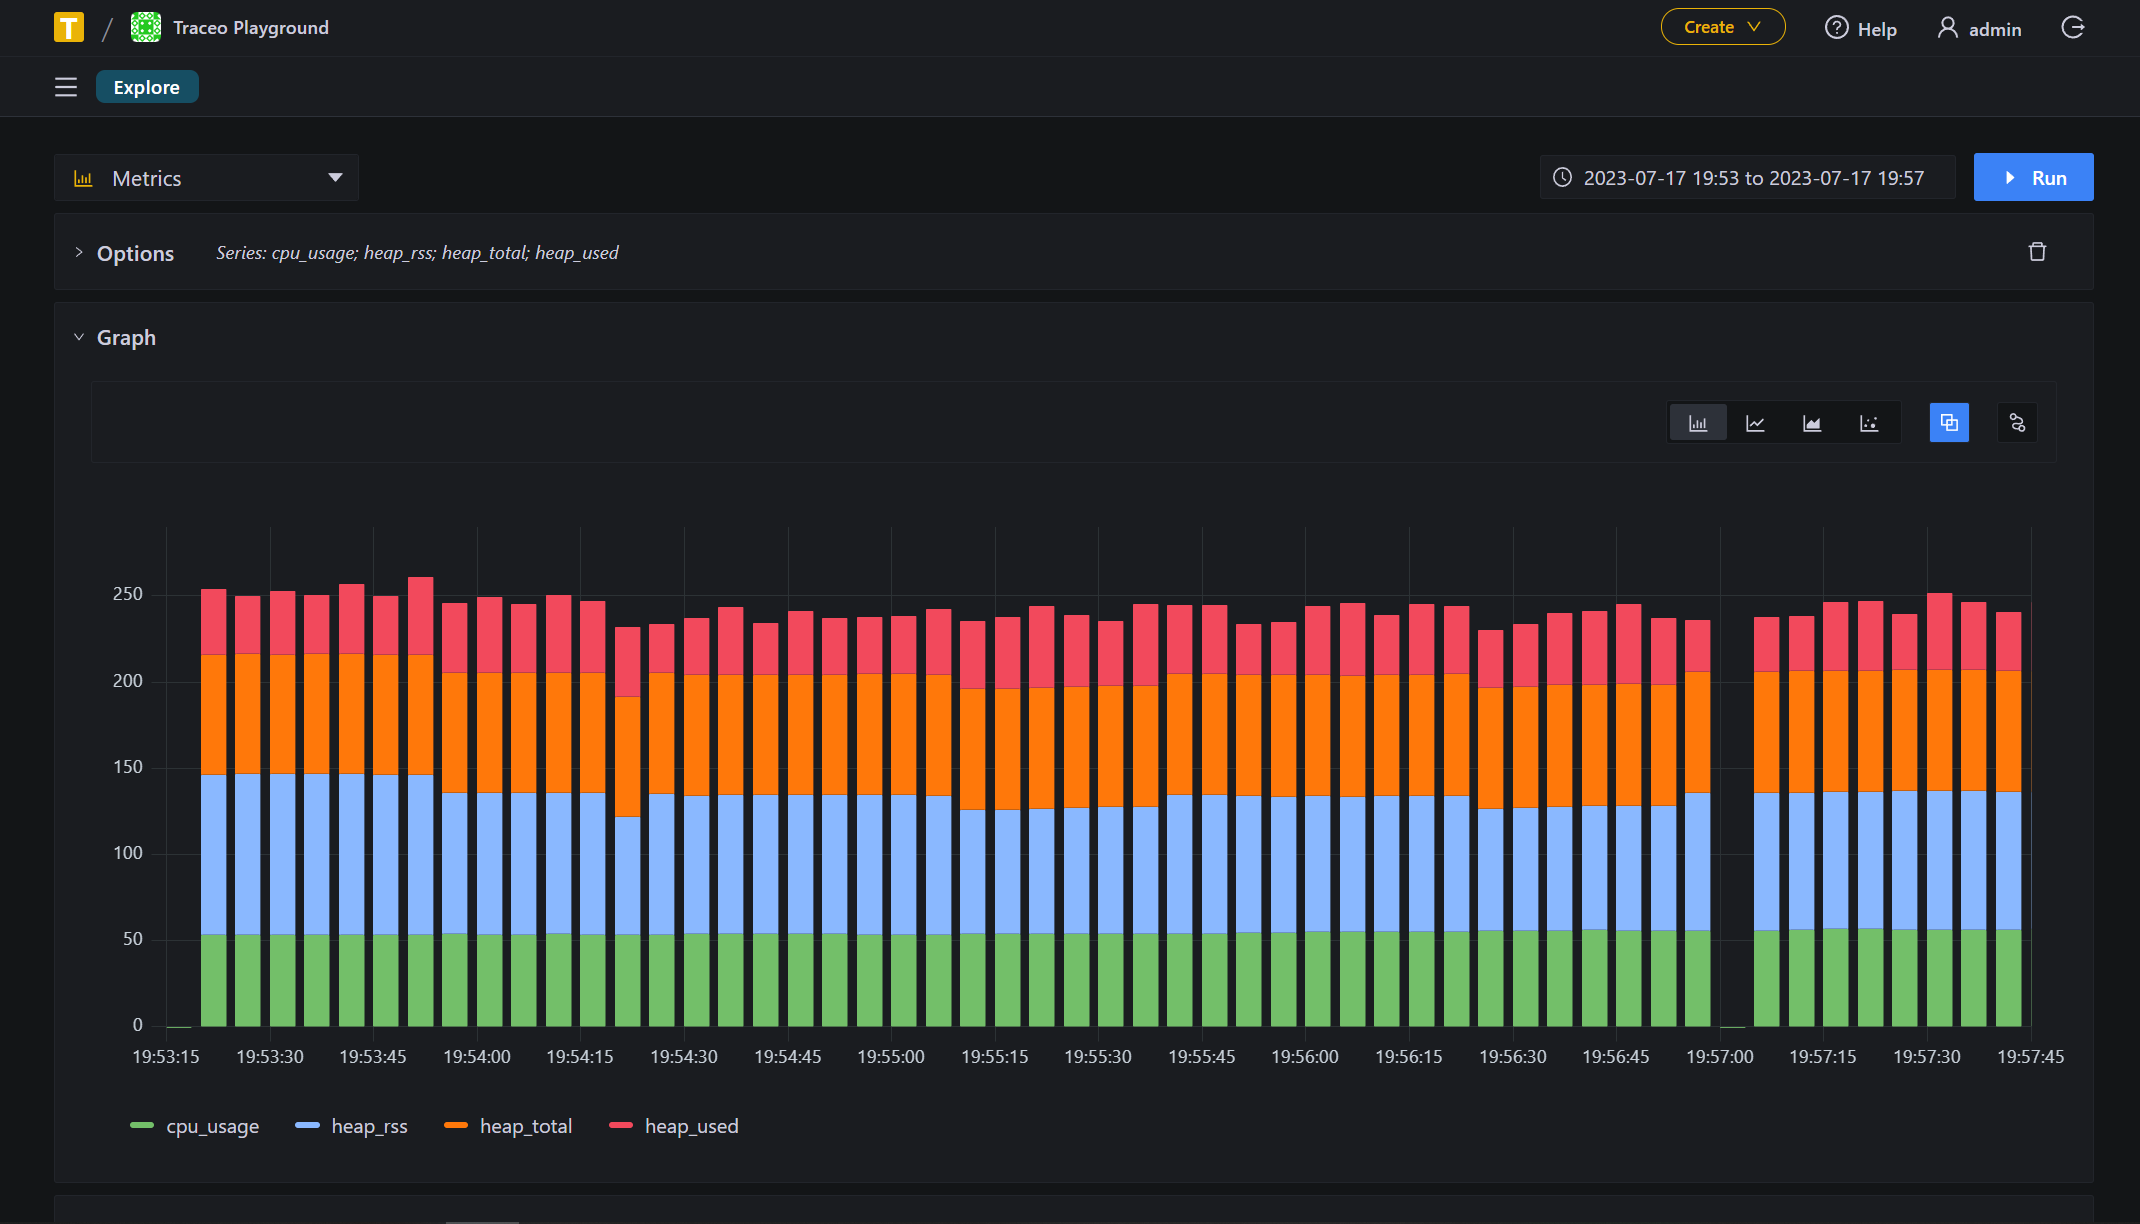 T / Traceo Playground Create Help admin
Explore
Metrics 2023-07-17 19:53 to 2023-07-17 19:57 Run
Options Series: cpu_usage; heap_rss; heap_total; heap_used
Graph
250
200
150
100
50
0
19:53:15 19:53:30 19:53:45 19:54:00 19:54:15 19:54:30 19:54:45 19:55:00 19:55:15 19:55:30 19:55:45 19:56:00 19:56:15 19:56:30 19:56:45 19:57:00 19:57:15 19:57:30 19:57:45
cpu_usage heap_rss heap_total heap_used